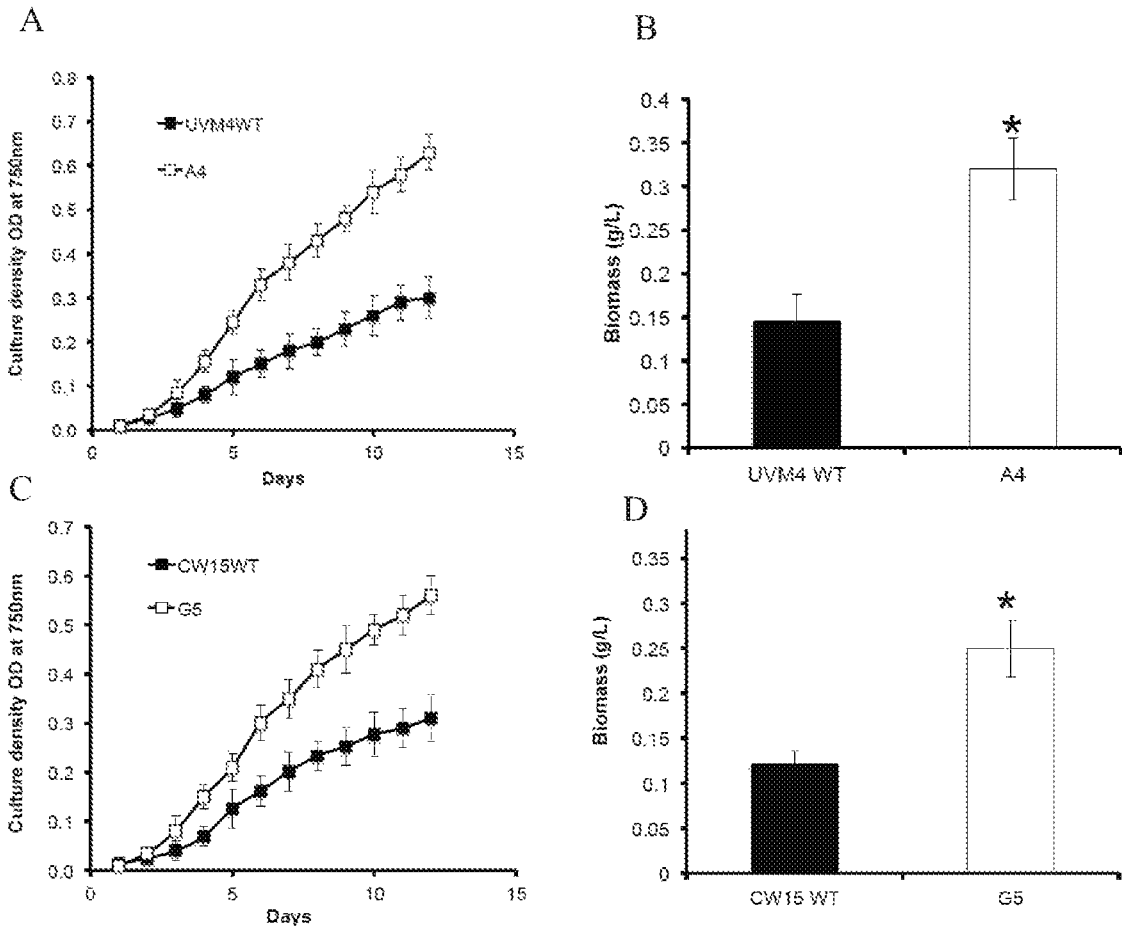 A
Culture density OD at 750nm
0.8
0.7
0.6
0.5
0.4
0.3
0.2
0.1
0.0
UVM4WT
A4
0
5
10
15
Days
B
Biomass (g/L)
0.4
0.35
0.3
0.25
0.2
0.15
0.1
0.05
0
*
UVM4 WT
A4
C
Culture density OD at 750nm
0.7
0.6
0.5
0.4
0.3
0.2
0.1
0.0
CW15WT
G5
0
5
10
15
Days
D
Biomass (g/L)
0.35
0.3
0.25
0.2
0.15
0.1
0.05
0
*
CW15 WT
G5